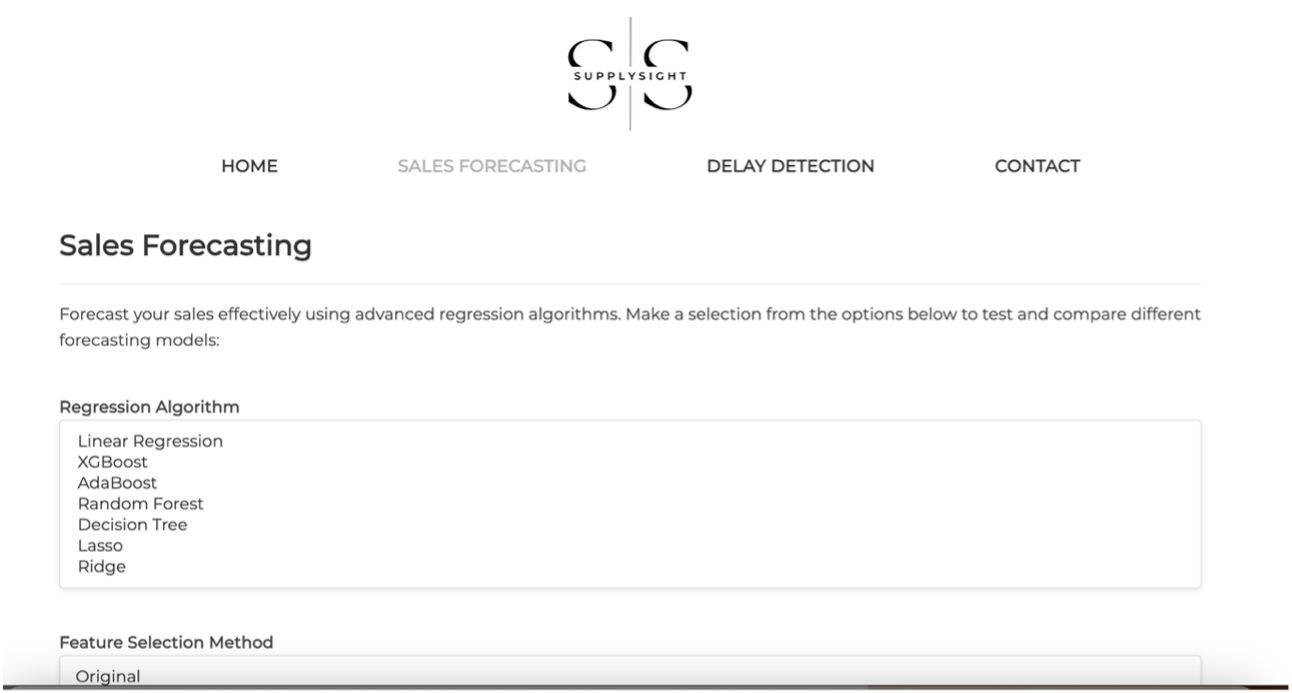 SUPPLYSIGHT
HOME SALES FORECASTING DELAY DETECTION CONTACT
Sales Forecasting
Forecast your sales effectively using advanced regression algorithms. Make a selection from the options below to test and compare different
forecasting models:
Regression Algorithm
Linear Regression
XGBoost
AdaBoost
Random Forest
Decision Tree
Lasso
Ridge
Feature Selection Method
Original